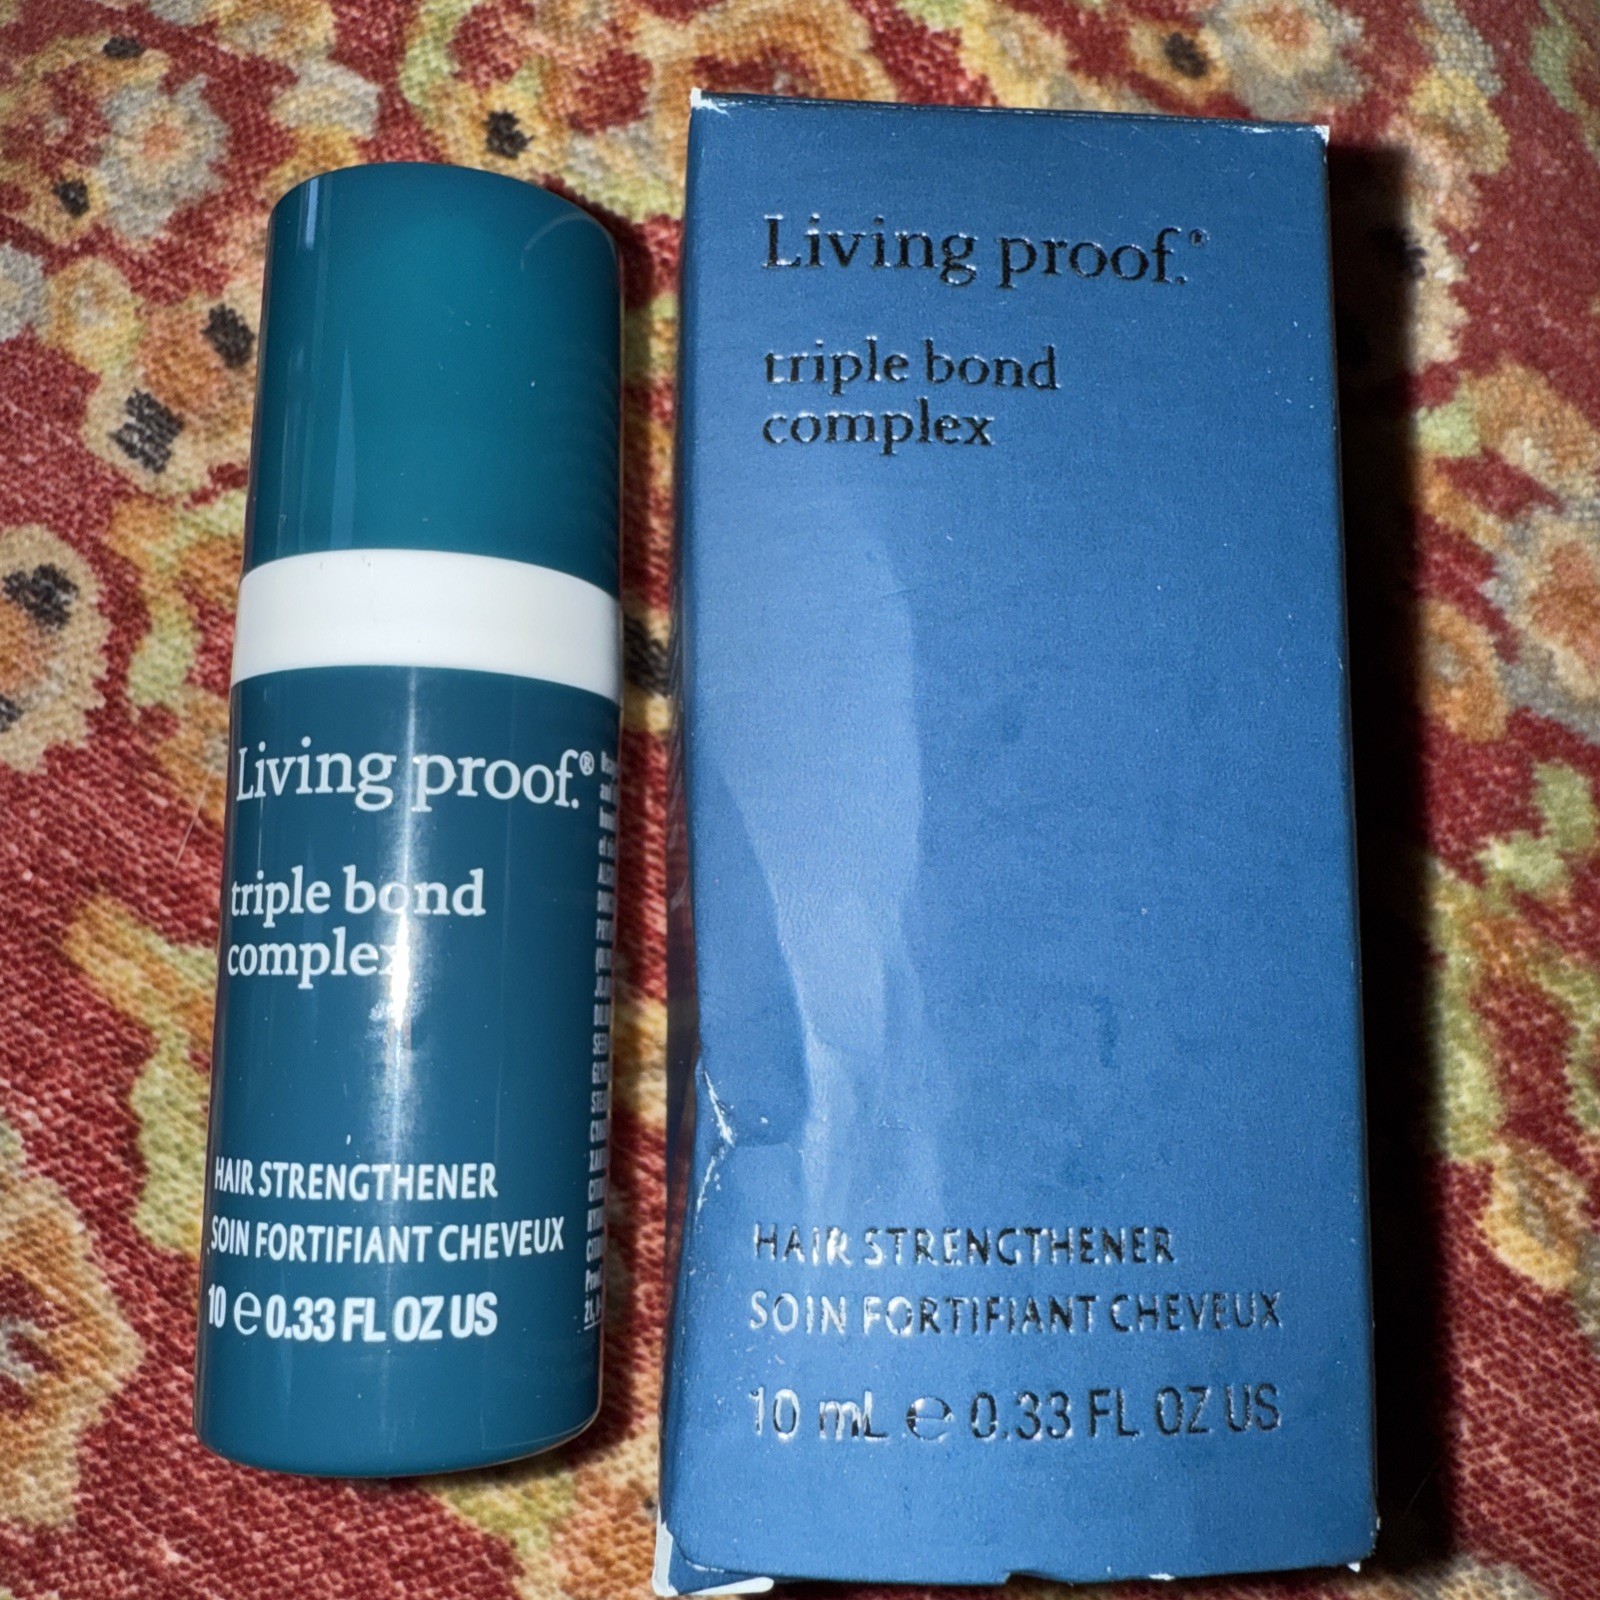 Living proof.®
triple bond
complex
HAIR STRENGTHENER
SOIN FORTIFIANT CHEVEUX
10 e 0.33 FL OZ US
Living proof.®
triple bond
complex
HAIR STRENGTHENER
SOIN FORTIFIANT CHEVEUX
10 mL e 0.33 FL OZ US